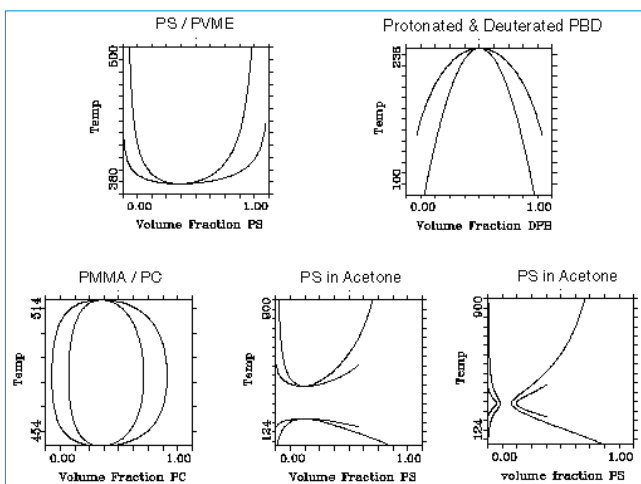 PS / PVME
500
Temp
380
0.00 1.00
Volume Fraction PS
Protonated & Deuterated PBD
235
Temp
100
0.00 1.00
Volume Fraction DPB
PMMA / PC
514
Temp
454
0.00 1.00
Volume Fraction PC
PS in Acetone
900
Temp
124
0.00 1.00
Volume Fraction PS
PS in Acetone
900
Temp
124
0.00 1.00
volume fraction PS